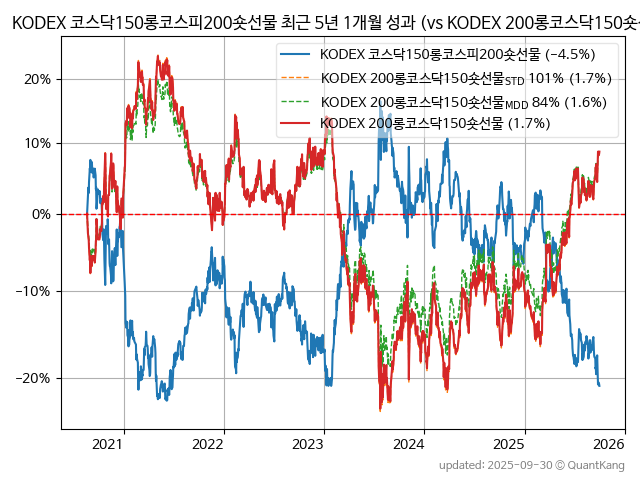 KODEX 코스닥150롱코스피200숏선물 최근 5년 1개월 성과 (vs KODEX 200롱코스닥150숏
KODEX 코스닥150롱코스피200숏선물 (−4.5%)
KODEX 200롱코스닥150숏선물STD 101% (1.7%)
KODEX 200롱코스닥150숏선물MDD 84% (1.6%)
KODEX 200롱코스닥150숏선물 (1.7%)
20%
10%
0%
−10%
−20%
2021 2022 2023 2024 2025 2026
updated: 2025-09-30 © QuantKang